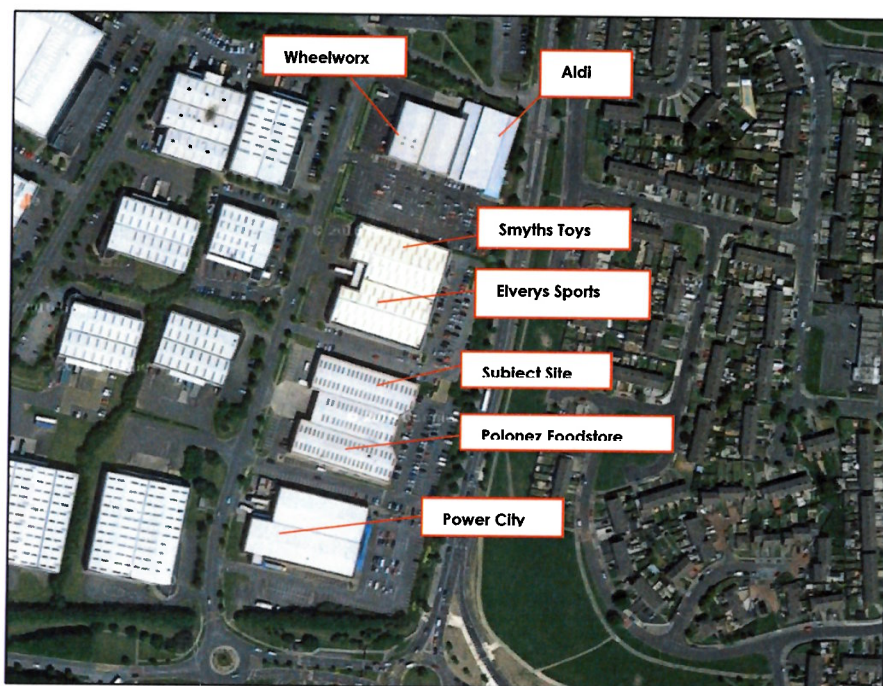 Wheelworx
Aldi
Smyths Toys
Elverys Sports
Subject Site
Polonez Foodstore
Power City